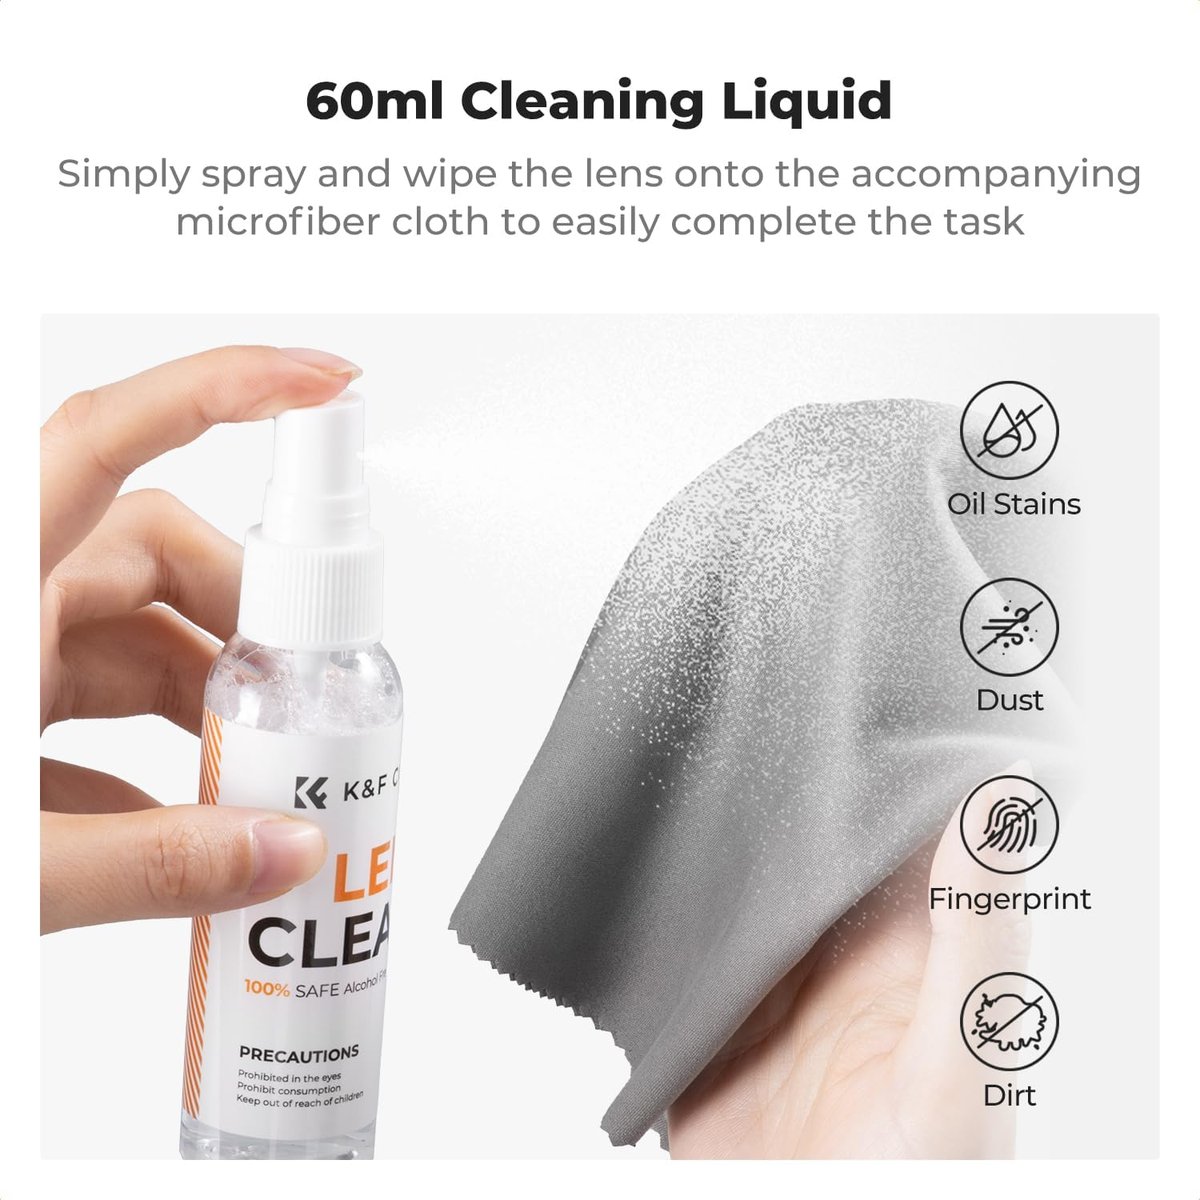 60ml Cleaning Liquid
Simply spray and wipe the lens onto the accompanying
microfiber cloth to easily complete the task
Oil Stains
Dust
Fingerprint
Dirt
K&F
CLEA
100% SAFE Alcohol
PRECAUTIONS
Prohibited in the eyes
Prohibit consumption
Keep out of reach of children